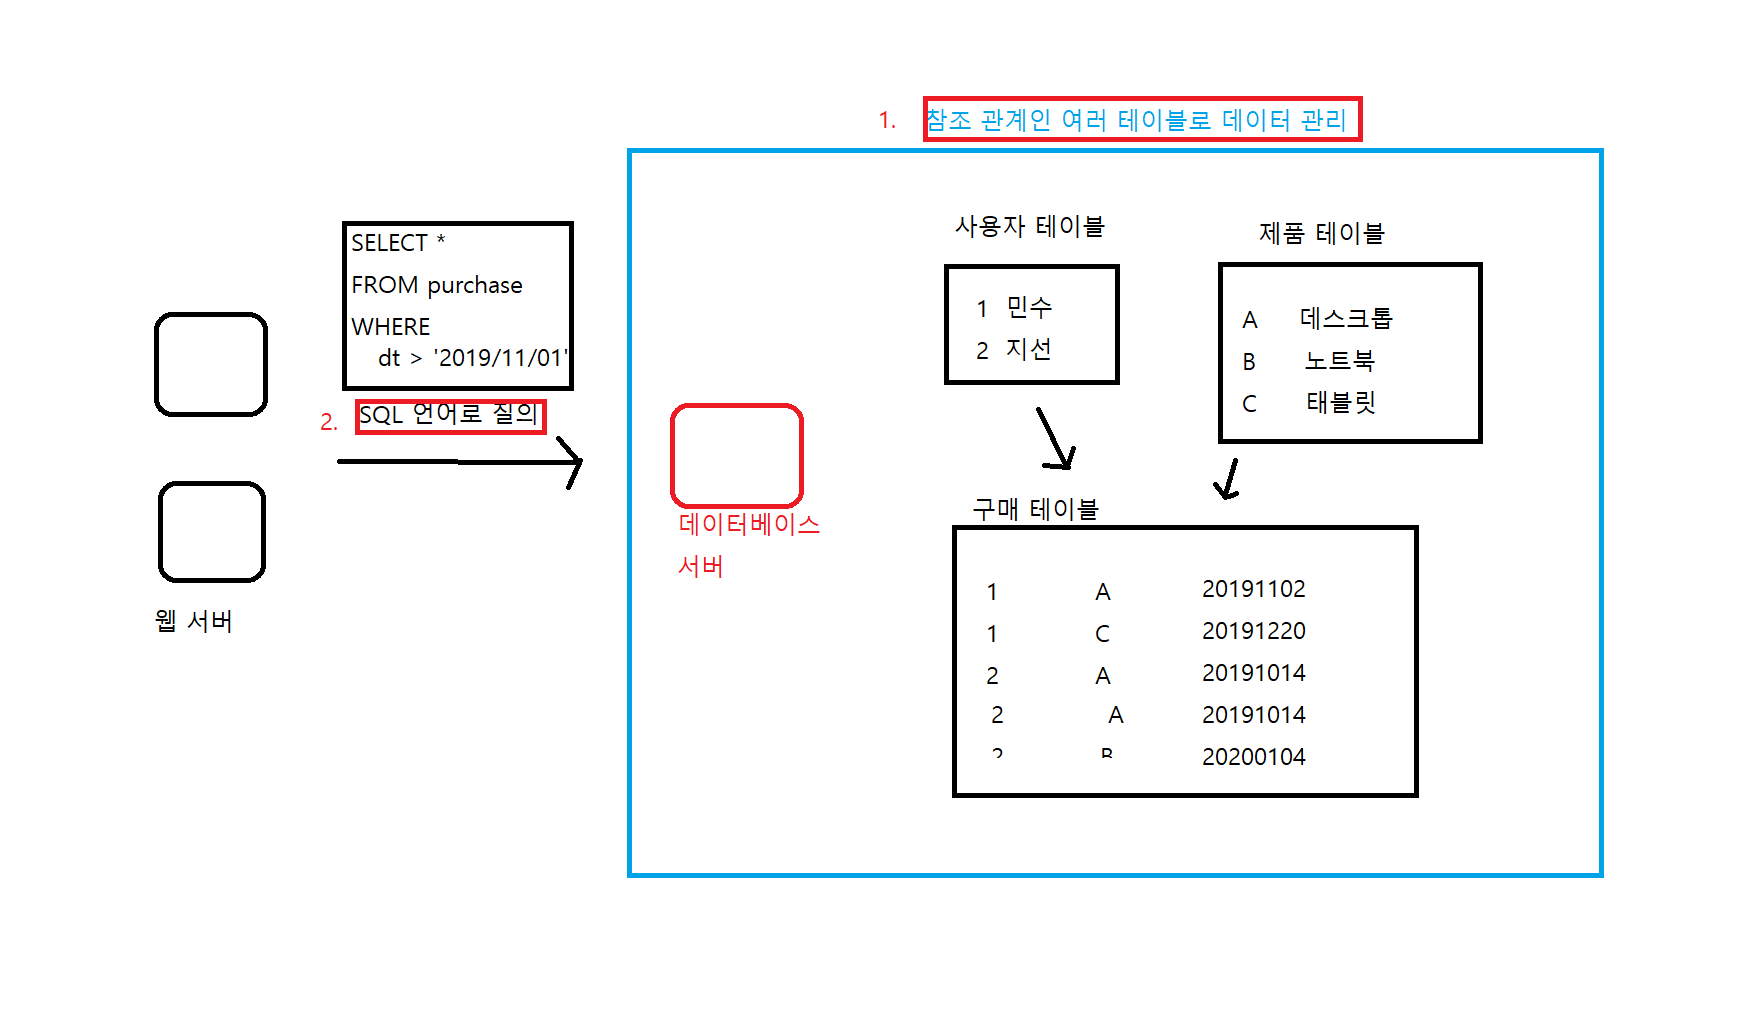 1. 참조 관계인 여러 테이블로 데이터 관리
SELECT *
FROM purchase
WHERE
dt > '2019/11/01'
2. SQL 언어로 질의
웹 서버
데이터베이스
서버
사용자 테이블
1 민수
2 지선
제품 테이블
A 데스크톱
B 노트북
C 태블릿
구매 테이블
1 A 20191102
1 C 20191220
2 A 20191014
2 A 20191014
2 B 20200104